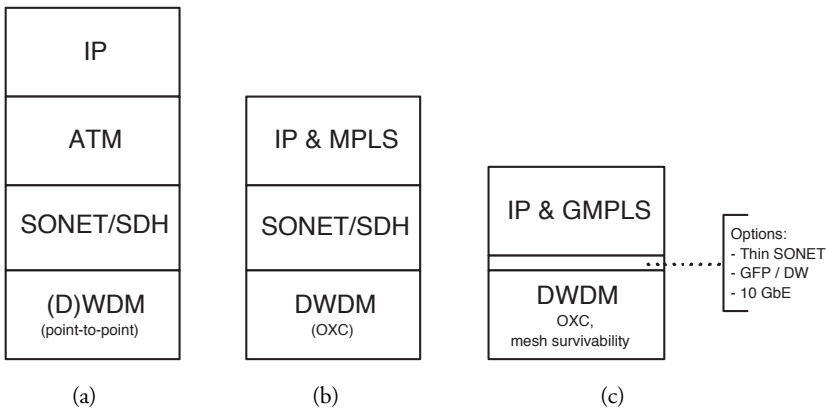 IP
ATM
SONET/SDH
(D)WDM
(point-to-point)
(a)
IP & MPLS
SONET/SDH
DWDM
(OXC)
(b)
IP & GMPLS
DWDM
OXC,
mesh survivability
(c)
Options:
- Thin SONET
- GFP / DW
- 10 GbE